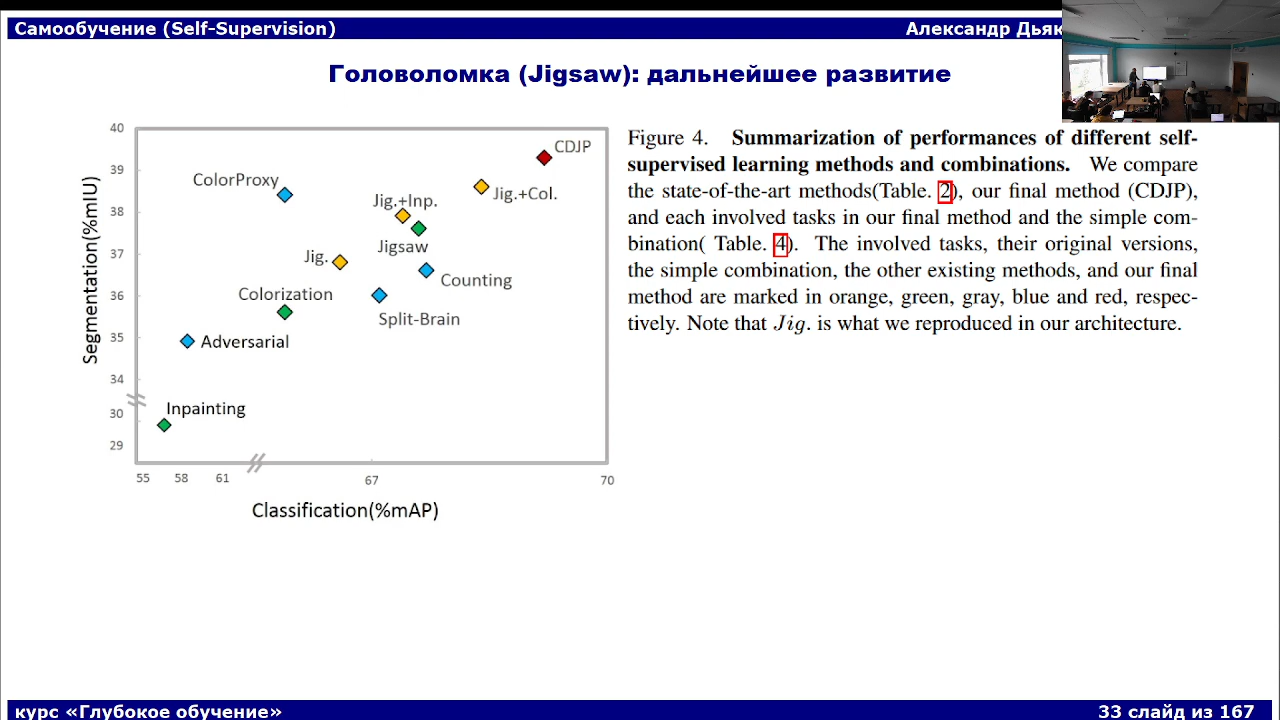 Самообучение (Self-Supervision)
Александр Дьяк
Головоломка (Jigsaw): дальнейшее развитие
40
39
38
37
36
35
34
30
29
Segmentation(%mIU)
CDJP
ColorProxy
Jig.+Col.
Jig.+Inp.
Jigsaw
Jig.
Counting
Colorization
Split-Brain
Adversarial
Inpainting
55 58 61 67 70
Classification(%mAP)
Figure 4. Summarization of performances of different self-
supervised learning methods and combinations. We compare
the state-of-the-art methods(Table. 2), our final method (CDJP),
and each involved tasks in our final method and the simple com-
bination( Table. 4). The involved tasks, their original versions,
the simple combination, the other existing methods, and our final
method are marked in orange, green, gray, blue and red, respec-
tively. Note that Jig. is what we reproduced in our architecture.
курс «Глубокое обучение»
33 слайд из 167